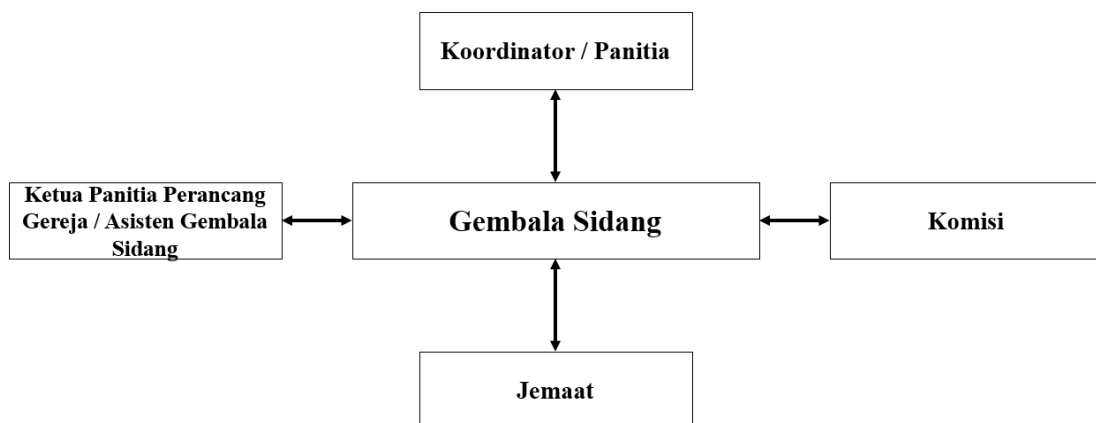 Koordinator / Panitia
Ketua Panitia Perancang
Gereja / Asisten Gembala
Sidang
Gembala Sidang
Komisi
Jemaat